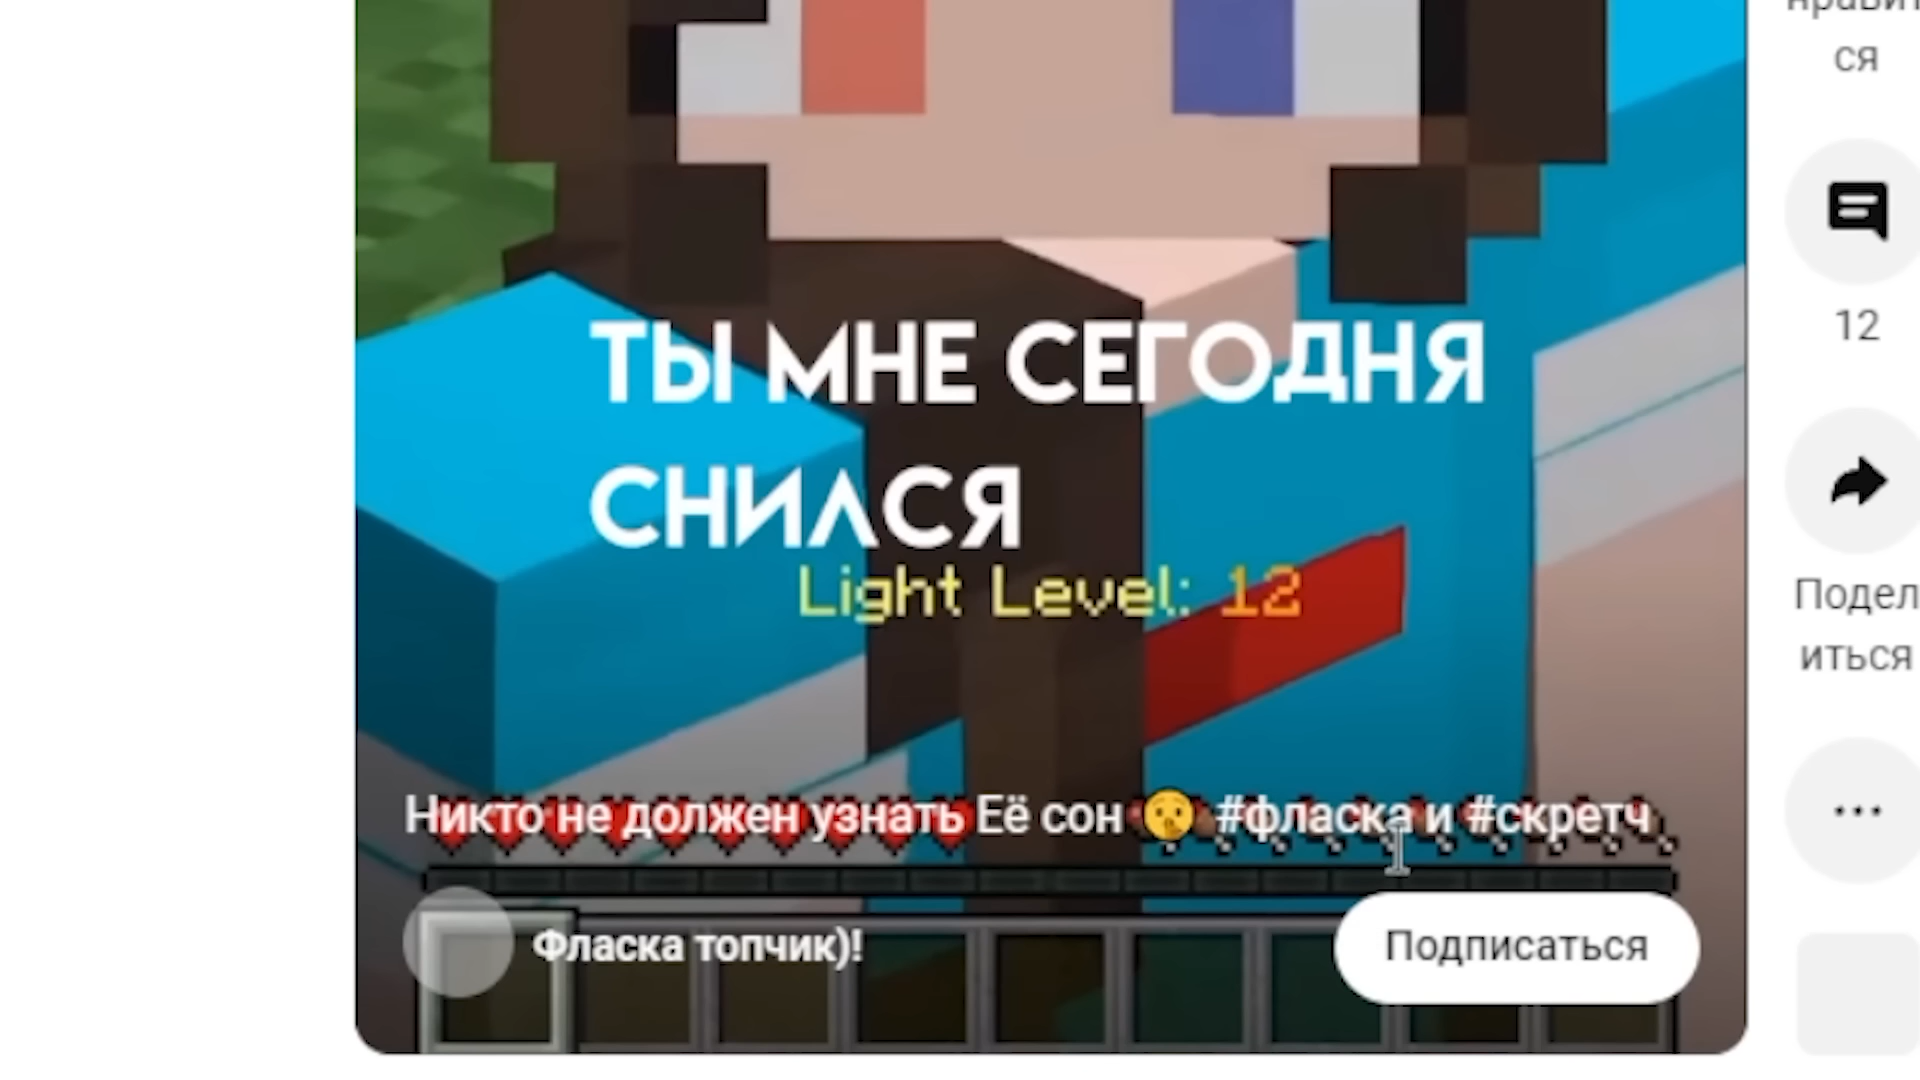 ся
12
Подел
иться
ТЫ МНЕ СЕГОДНЯ
СНИЛСЯ
Light Level: 12
Никто не должен узнать Её сон 🤫 #фласка и #скретч
Фласка топчик)!
Подписаться